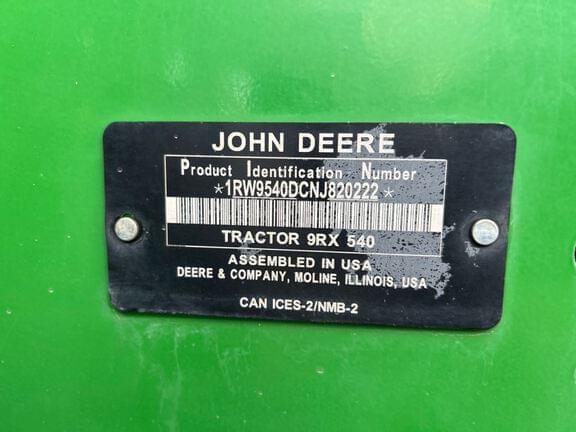 JOHN DEERE
Product Identification Number
*1RW9540DCNJ820222*
TRACTOR 9RX 540
ASSEMBLED IN USA
DEERE & COMPANY, MOLINE, ILLINOIS, USA
CAN ICES-2/NMB-2